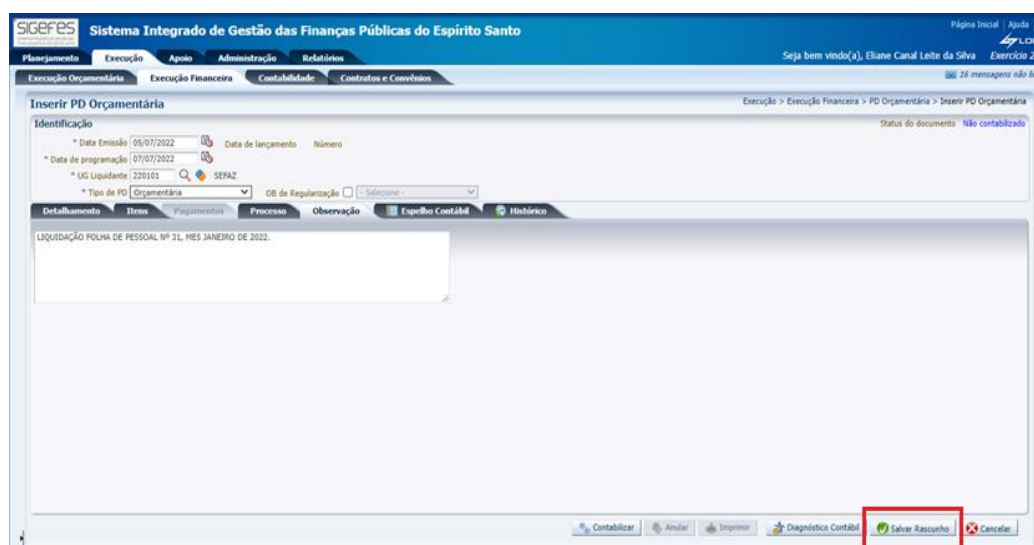 SIGEFES Sistema Integrado de Gestão das Finanças Públicas do Espírito Santo
Página Inicial Ajuda
Planejamento Execução Apoio Administração Relatórios
Seja bem vindo(a), Eliane Canal Leite da Silva Exercício 2
Execução Orçamentária Execução Financeira Contabilidade Contratos e Convênios
16 mensagens não
Inserir PD Orçamentária
Execução > Execução Financeira > PD Orçamentária > Inserir PD Orçamentária
Identificação
Status do documento Não contabilizado
* Data Emissão 05/07/2022 Data de lançamento Número
* Data de programação 07/07/2022
* UG Liquidante 220101 SEFAZ
* Tipo de PD Orçamentária OB de Regularização - Selecione -
Detalhamento Itens Pagamentos Processo Observação Espelho Contábil Histórico
LIQUIDAÇÃO FOLHA DE PESSOAL Nº 31, MES JANEIRO DE 2022.
Contabilizar Anular Imprimir Diagnóstico Contábil Salvar Rascunho Cancelar